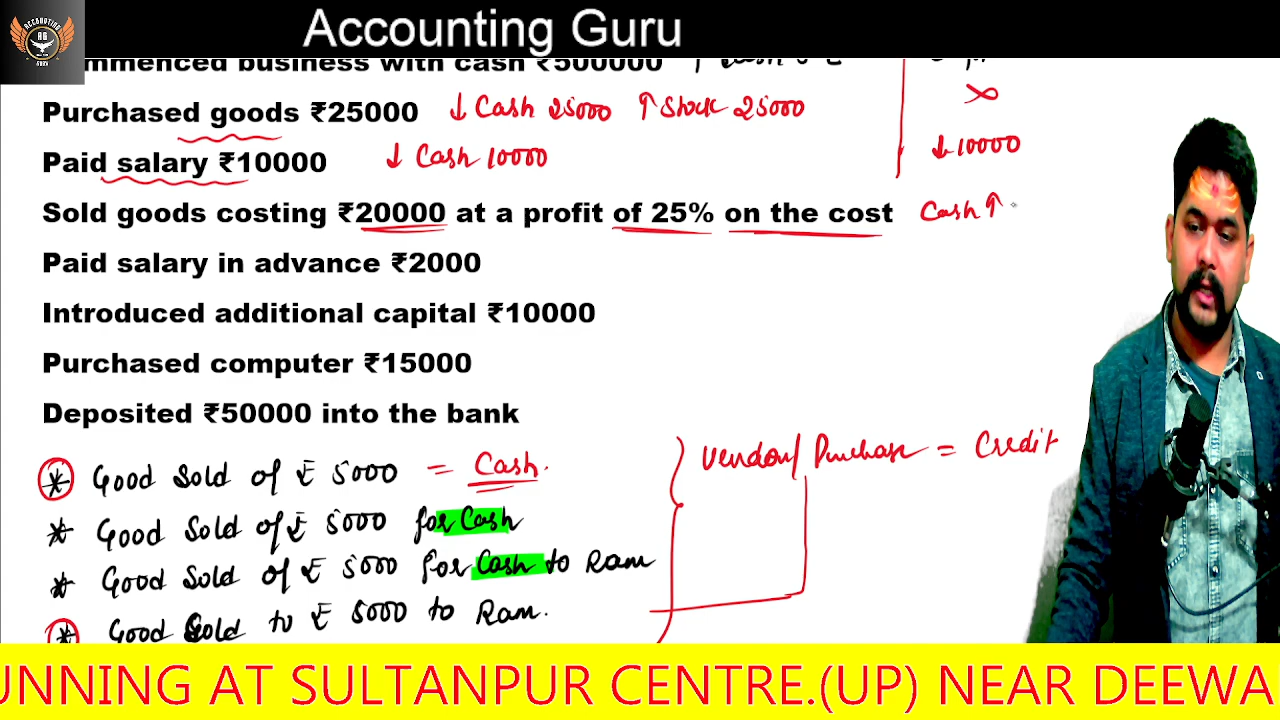 Accounting Guru
ACCOUNTING
AG
GURU
mmenced business with cash ₹500000 ↑
Purchased goods ₹25000 ↓ Cash 25000 ↑ Stock 25000
Paid salary ₹10000 ↓ Cash 10000 ↓ 10000
Sold goods costing ₹20000 at a profit of 25% on the cost Cash ↑
Paid salary in advance ₹2000
Introduced additional capital ₹10000
Purchased computer ₹15000
Deposited ₹50000 into the bank
Vendor/ Purchase = Credit
* Good Sold of ₹ 5000 = Cash.
* Good Sold of ₹ 5000 for Cash
* Good Sold of ₹ 5000 for Cash to Ram
* Good Sold to ₹ 5000 to Ram.
UNNING AT SULTANPUR CENTRE.(UP) NEAR DEEWA